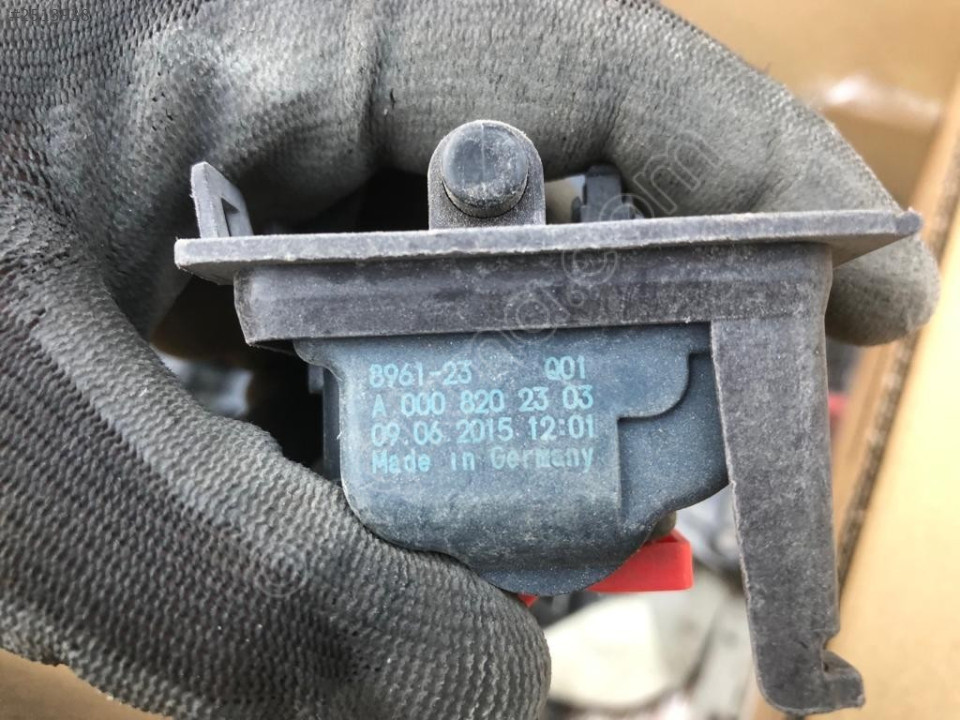 8961-23 Q01
A 000 820 23 03
09.06.2015 12:01
Made in Germany